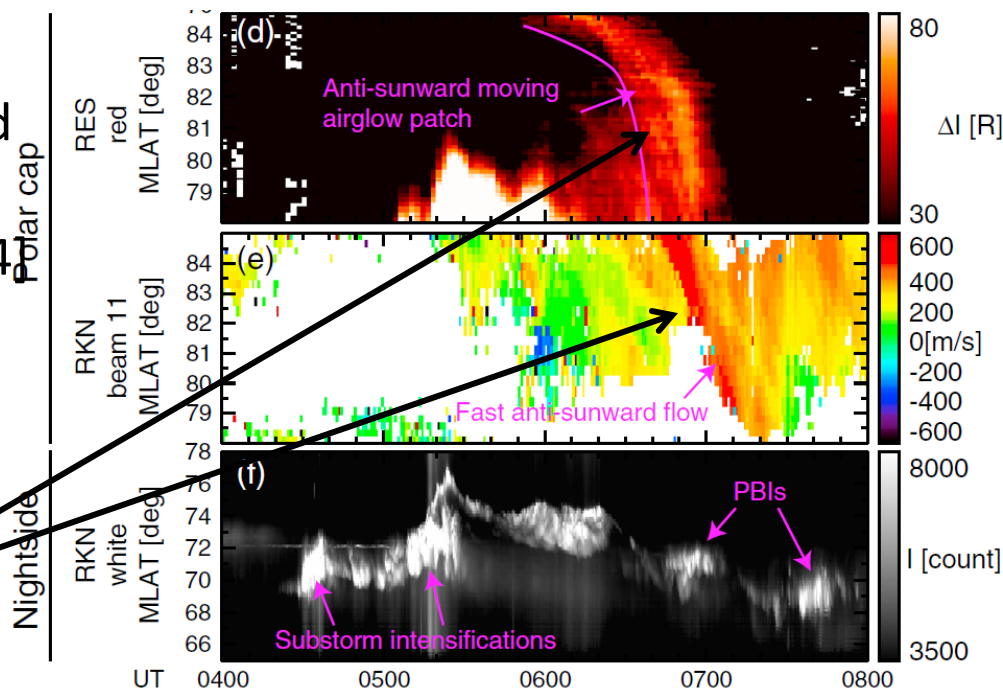 d
Polar cap
Nightside
RES
red
MLAT [deg]
84
83
82
81
80
79
(d)
Anti-sunward moving
airglow patch
80
ΔI [R]
30
RKN
beam 11
MLAT [deg]
84
83
82
81
80
79
(e)
Fast anti-sunward flow
600
400
200
0[m/s]
-200
-400
-600
RKN
white
MLAT [deg]
78
76
74
72
70
68
66
(f)
PBIs
Substorm intensifications
8000
I [count]
3500
UT
0400
0500
0600
0700
0800